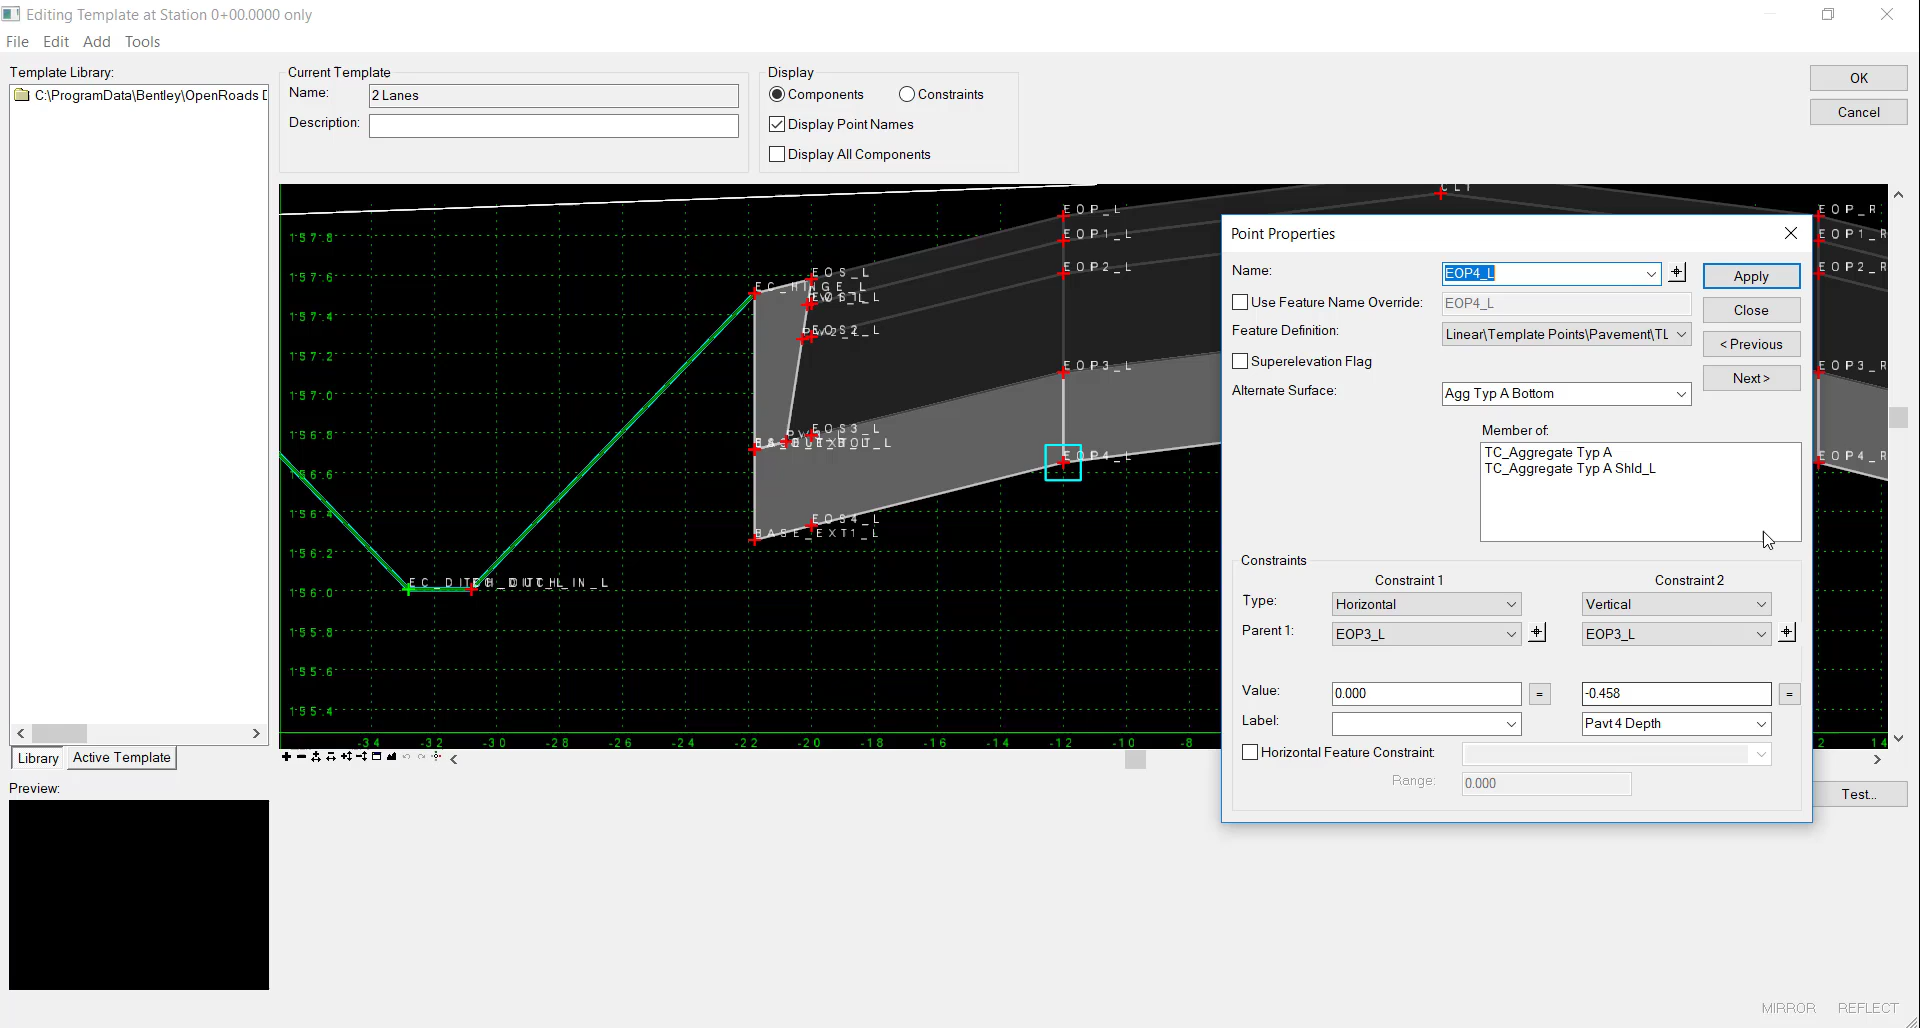 Editing Template at Station 0+00.0000 only
File Edit Add Tools
Template Library:
C:\ProgramData\Bentley\OpenRoads D
Current Template
Name:
2 Lanes
Description:
Display
Components
Constraints
Display Point Names
Display All Components
OK
Cancel
157.8
157.6
157.4
157.2
157.0
156.8
156.6
156.4
156.2
156.0
155.8
155.6
155.4
-34 -32 -30 -28 -26 -24 -22 -20 -18 -16 -14 -12 -10 -8
2 14
EC_DITCH_IN_L
EC_HINGE_L
EOS_L
EOS1_L
EOS2_L
EOS3_L
EOS4_L
BASE_EXT1_L
EOP_L
EOP1_L
EOP2_L
EOP3_L
EOP4_L
EOP_R
EOP1_R
EOP2_R
EOP3_R
EOP4_R
Point Properties
Name:
EOP4_L
Apply
Use Feature Name Override:
EOP4_L
Close
Feature Definition:
Linear\Template Points\Pavement\TL
< Previous
Superelevation Flag
Next >
Alternate Surface:
Agg Typ A Bottom
Member of:
TC_Aggregate Typ A
TC_Aggregate Typ A Shld_L
Constraints
Constraint 1
Constraint 2
Type:
Horizontal
Vertical
Parent 1:
EOP3_L
EOP3_L
Value:
0.000
=
-0.458
=
Label:
Pavt 4 Depth
Horizontal Feature Constraint:
Range:
0.000
Library
Active Template
Preview:
Test...
MIRROR REFLECT